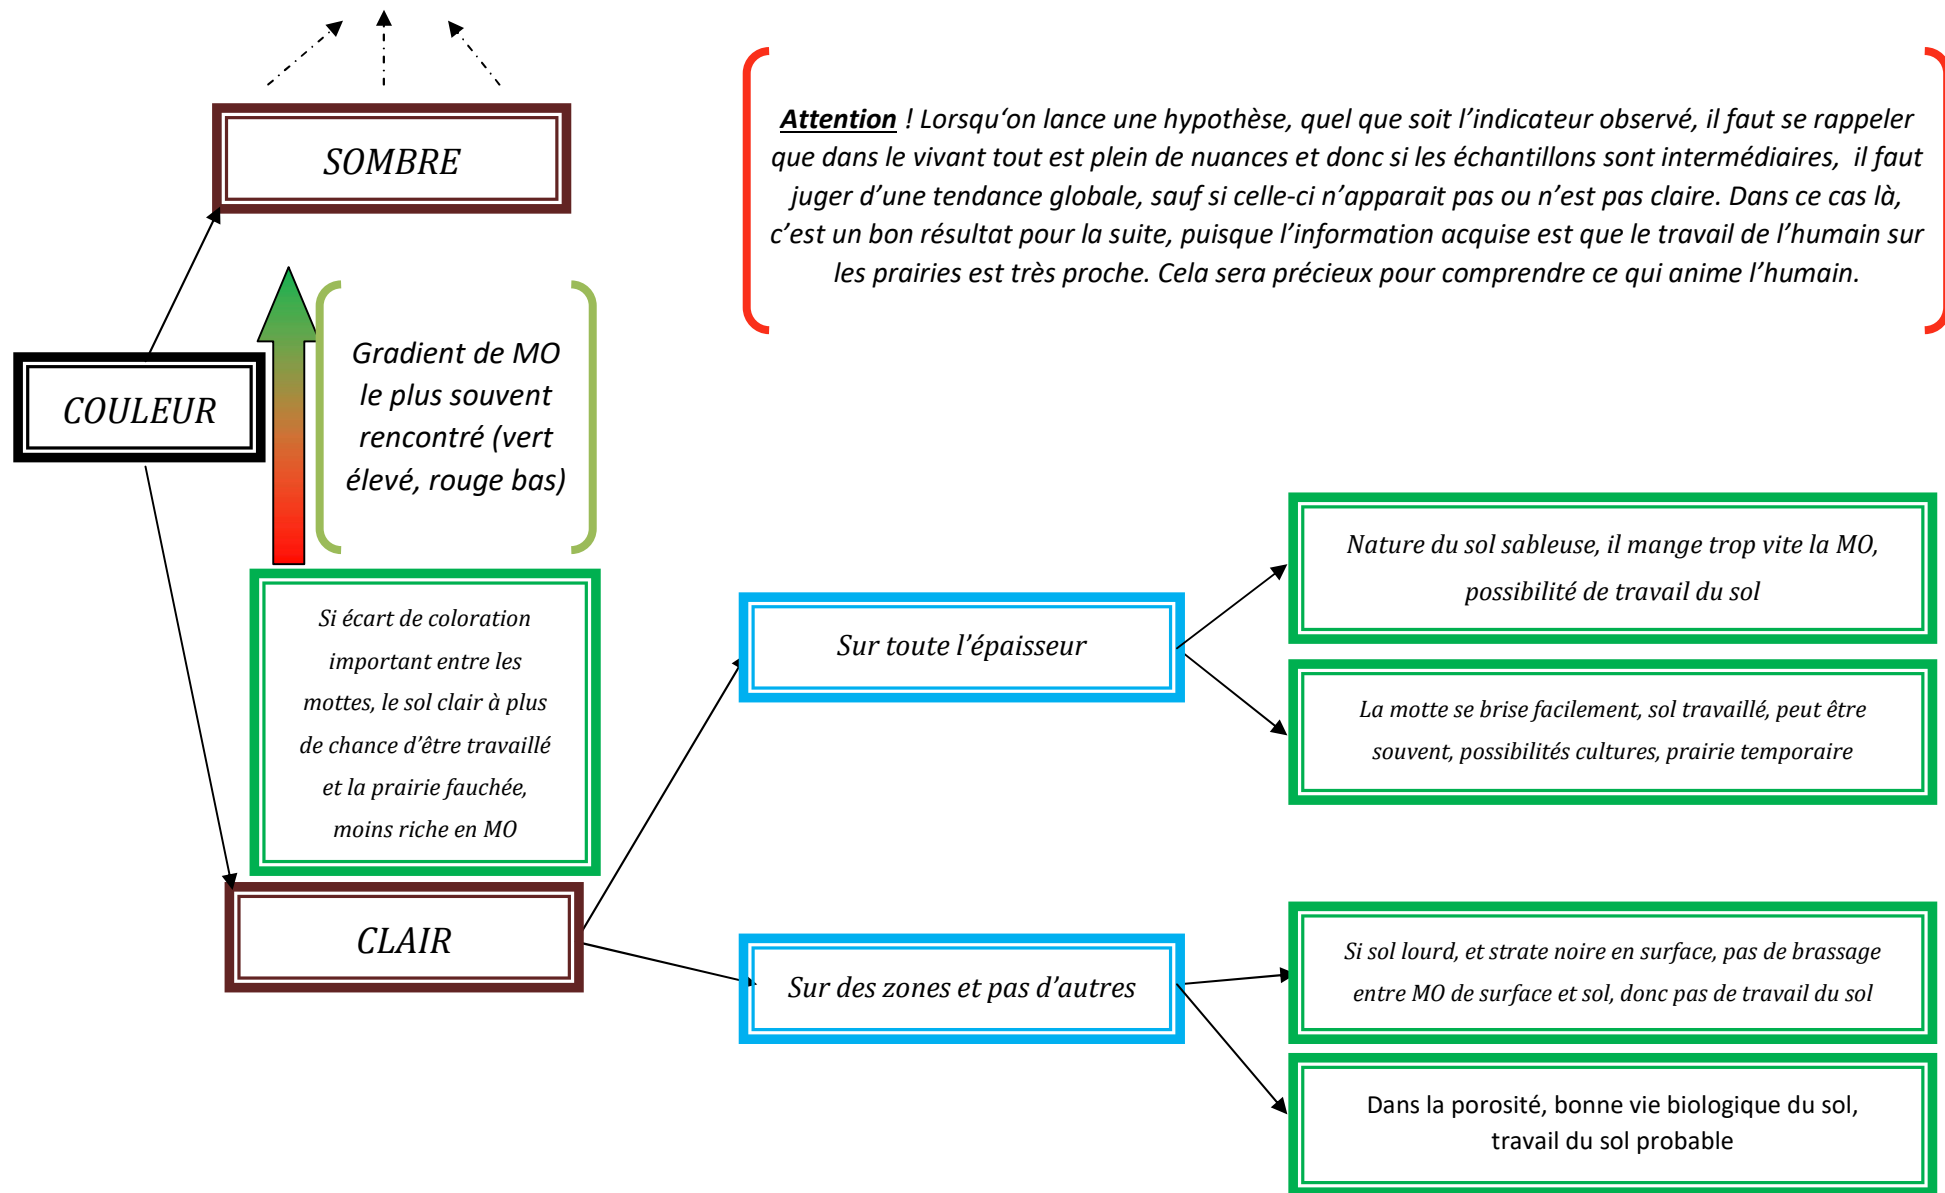 SOMBRE
Attention ! Lorsqu‘on lance une hypothèse, quel que soit l’indicateur observé, il faut se rappeler
que dans le vivant tout est plein de nuances et donc si les échantillons sont intermédiaires, il faut
juger d’une tendance globale, sauf si celle-ci n’apparait pas ou n’est pas claire. Dans ce cas là,
c’est un bon résultat pour la suite, puisque l’information acquise est que le travail de l’humain sur
les prairies est très proche. Cela sera précieux pour comprendre ce qui anime l’humain.
COULEUR
Gradient de MO
le plus souvent
rencontré (vert
élevé, rouge bas)
Si écart de coloration
important entre les
mottes, le sol clair à plus
de chance d’être travaillé
et la prairie fauchée,
moins riche en MO
CLAIR
Sur toute l’épaisseur
Nature du sol sableuse, il mange trop vite la MO,
possibilité de travail du sol
La motte se brise facilement, sol travaillé, peut être
souvent, possibilités cultures, prairie temporaire
Sur des zones et pas d’autres
Si sol lourd, et strate noire en surface, pas de brassage
entre MO de surface et sol, donc pas de travail du sol
Dans la porosité, bonne vie biologique du sol,
travail du sol probable